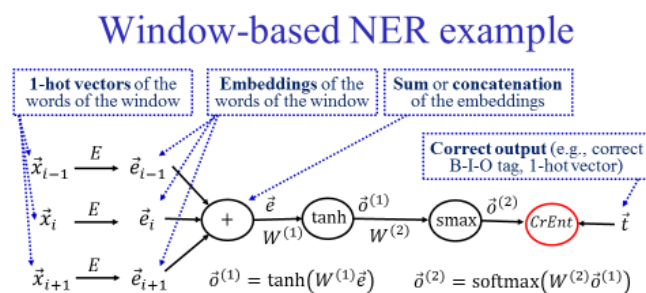 Window-based NER example
1-hot vectors of the
words of the window
Embeddings of the
words of the window
Sum or concatenation
of the embeddings
Correct output (e.g., correct
B-I-O tag, 1-hot vector)
x⃗ᵢ₋₁ E e⃗ᵢ₋₁
x⃗ᵢ E e⃗ᵢ + e⃗ W⁽¹⁾ tanh o⃗⁽¹⁾ W⁽²⁾ smax o⃗⁽²⁾ CrEnt t⃗
x⃗ᵢ₊₁ E e⃗ᵢ₊₁
o⃗⁽¹⁾ = tanh(W⁽¹⁾e⃗) o⃗⁽²⁾ = softmax(W⁽²⁾o⃗⁽¹⁾)